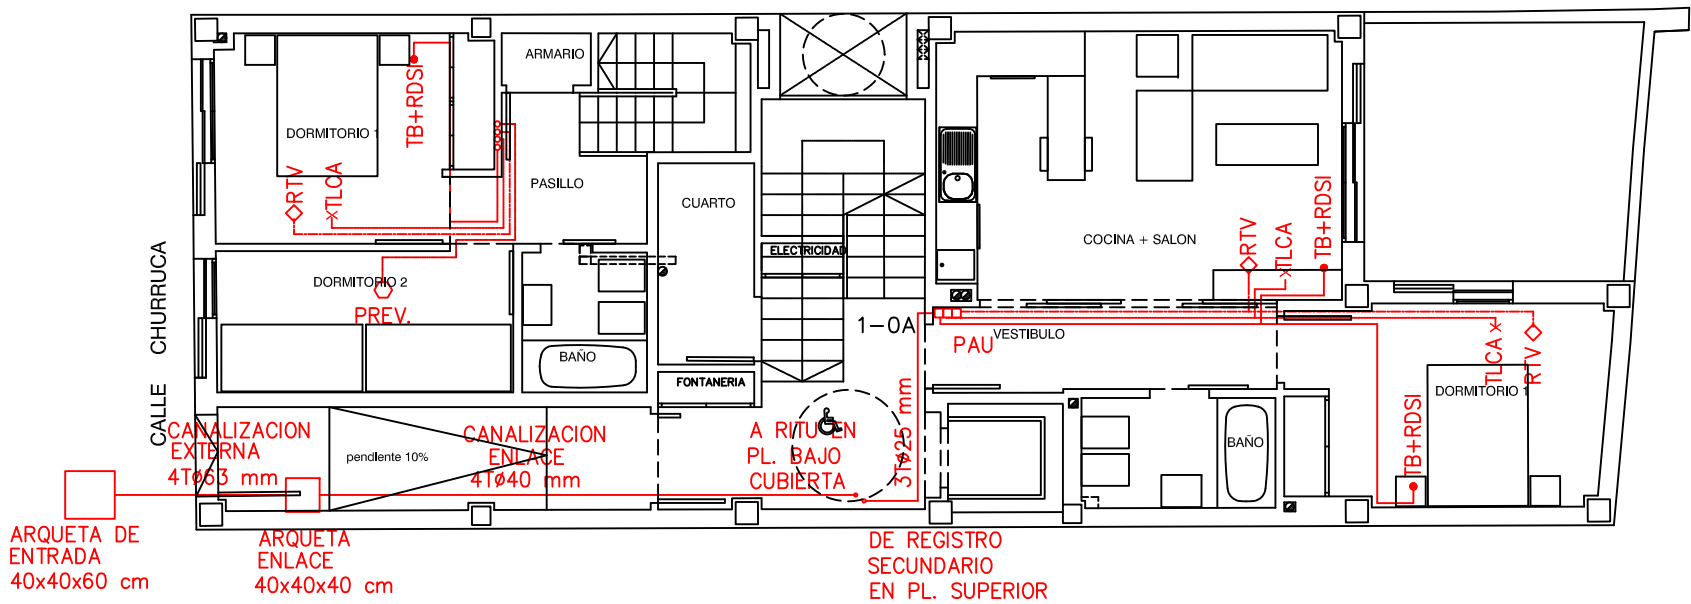 ARMARIO
DORMITORIO 1
TB+RDSI
RTV
TLCA
PASILLO
CUARTO
ELECTRICIDAD
COCINA + SALON
RTV
TLCA
TB+RDSI
CALLE CHURRUCA
DORMITORIO 2
PREV.
BAÑO
FONTANERIA
1-0A
PAU
VESTIBULO
TLCA
RTV
DORMITORIO 1
TB+RDSI
BAÑO
CANALIZACION
EXTERNA
4Tø63 mm
pendiente 10%
CANALIZACION
ENLACE
4Tø40 mm
A RITU EN
PL. BAJO
CUBIERTA
3Tø25 mm
ARQUETA DE
ENTRADA
40x40x60 cm
ARQUETA
ENLACE
40x40x40 cm
DE REGISTRO
SECUNDARIO
EN PL. SUPERIOR